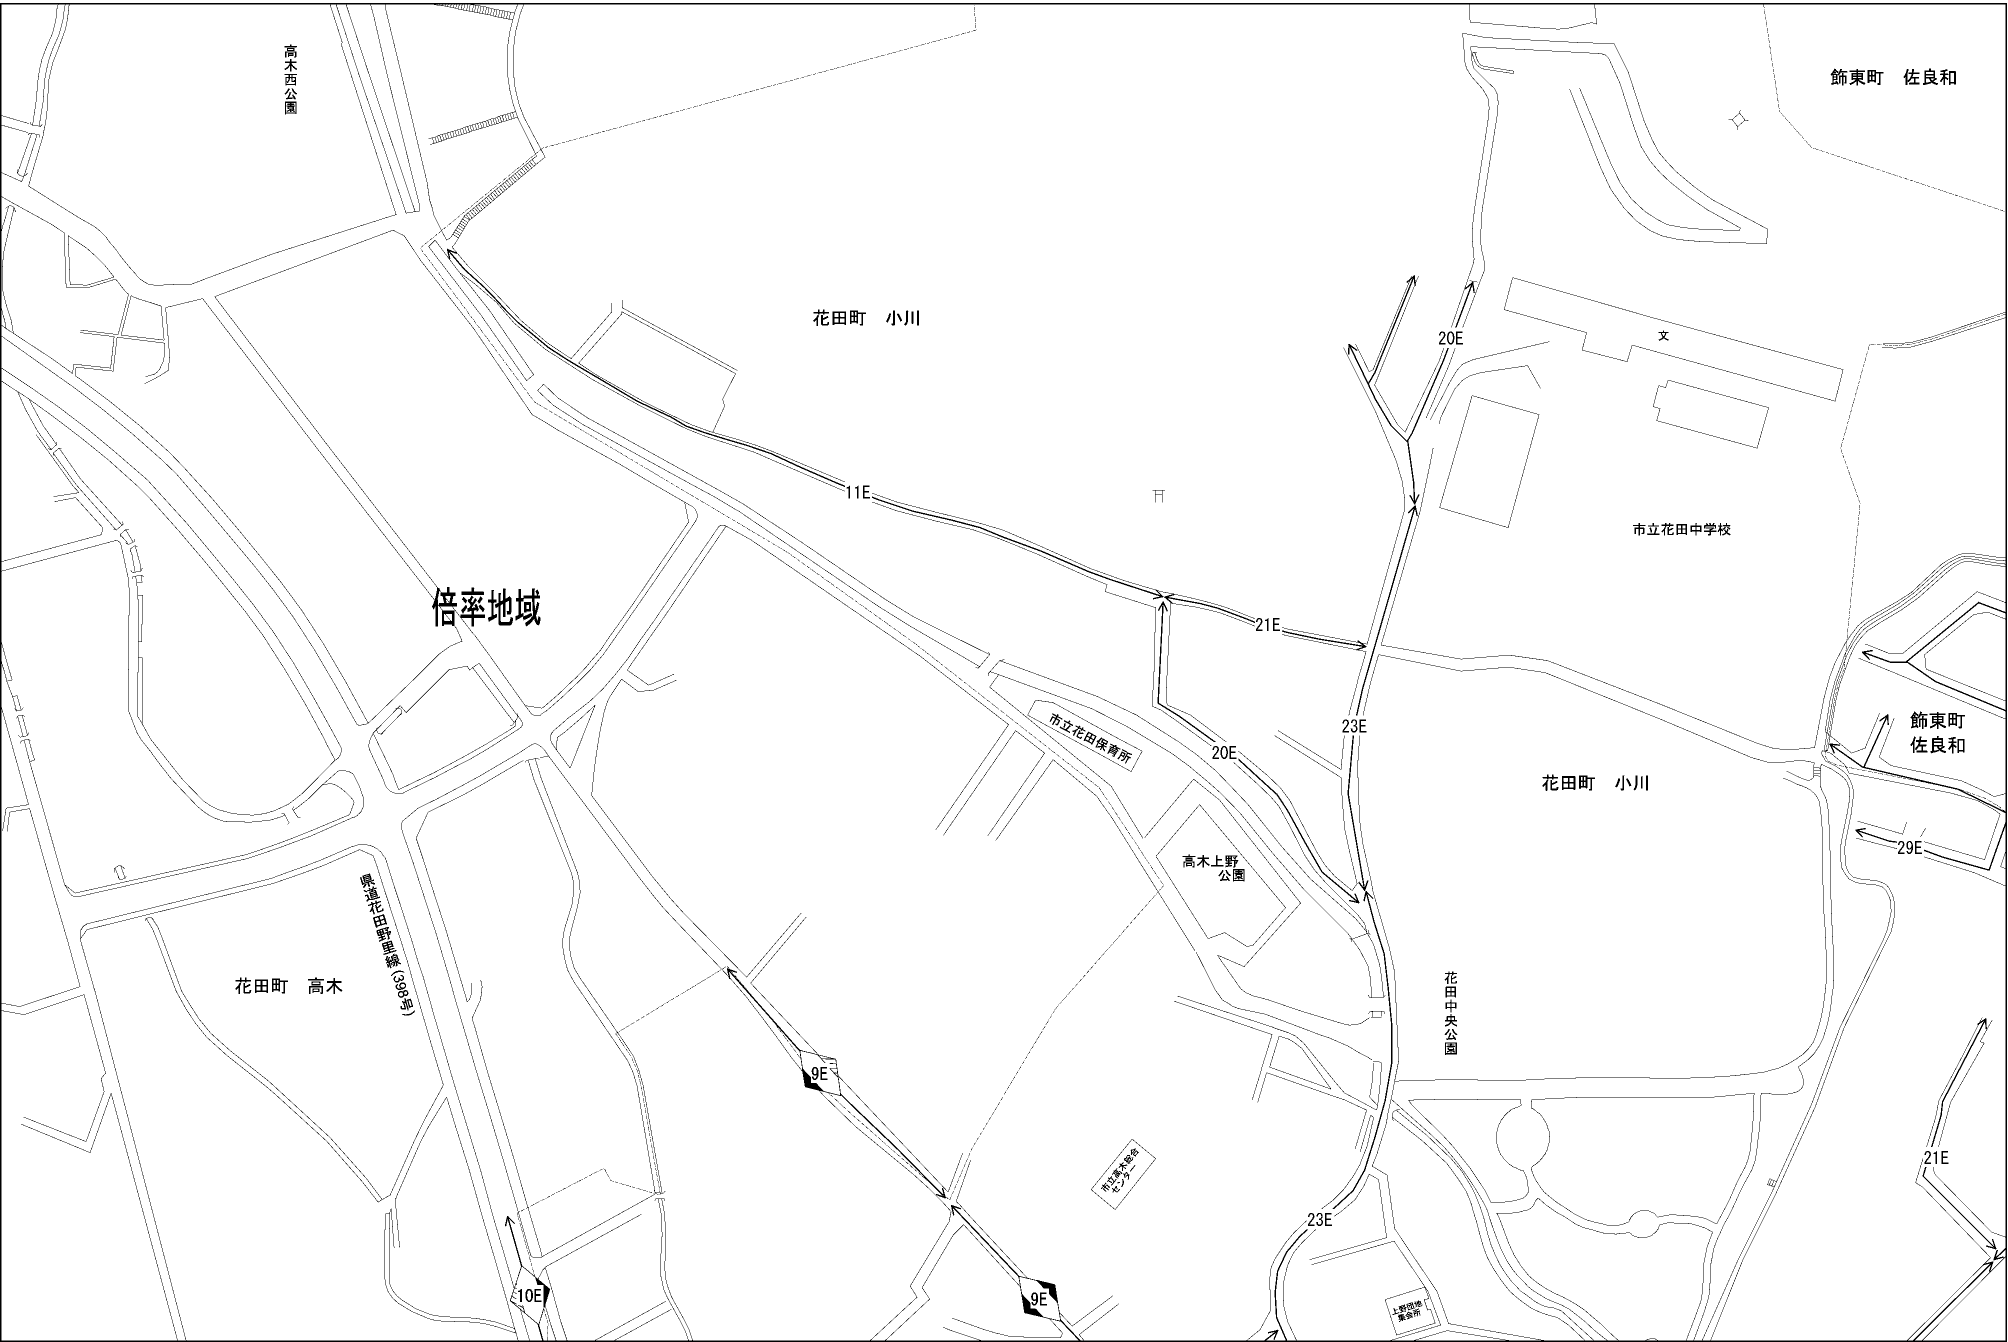 高木西公園
飾東町　佐良和
花田町　小川
20E
文
11E
市立花田中学校
倍率地域
21E
市立花田保育所
20E
23E
飾東町
佐良和
花田町　小川
高木上野
公園
29E
県道花田野里線(398号)
花田町　高木
花田中央公園
9E
市立高木総合
センター
21E
23E
10E
9E
上野団地
集会所